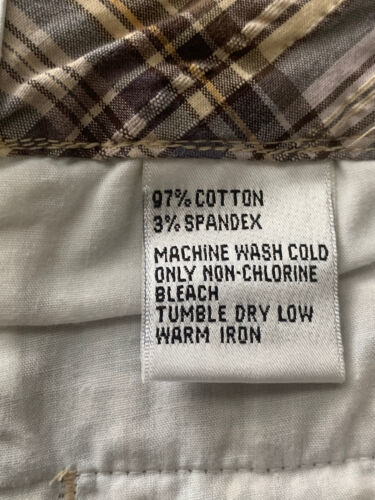 97% COTTON
3% SPANDEX
MACHINE WASH COLD
ONLY NON-CHLORINE
BLEACH
TUMBLE DRY LOW
WARM IRON